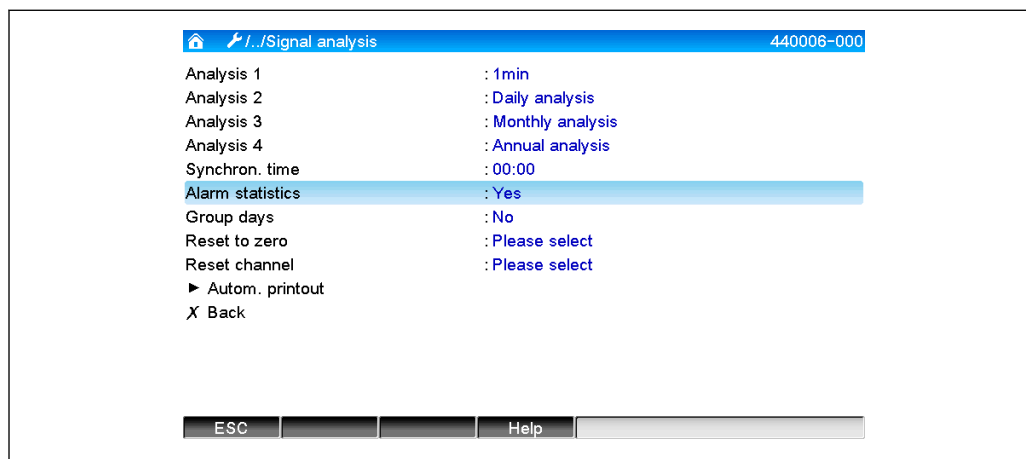 /../Signal analysis 440006-000
Analysis 1 : 1min
Analysis 2 : Daily analysis
Analysis 3 : Monthly analysis
Analysis 4 : Annual analysis
Synchron. time : 00:00
Alarm statistics : Yes
Group days : No
Reset to zero : Please select
Reset channel : Please select
► Autom. printout
X Back
ESC Help